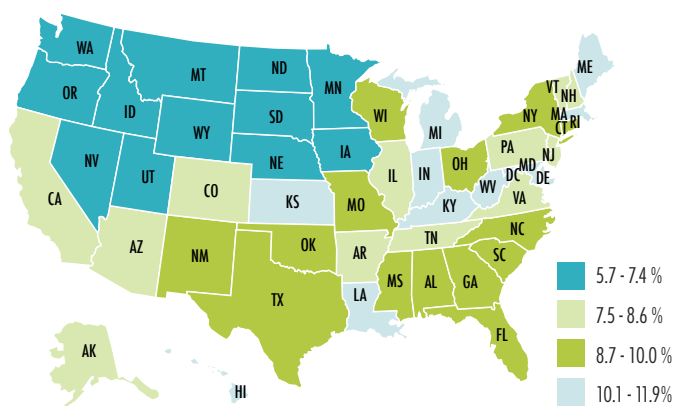 WA
MT
ND
MN
ME
OR
ID
WY
SD
WI
MI
VT
NH
NY
MA
CT
RI
NV
UT
NE
IA
PA
NJ
CA
CO
KS
MO
IL
IN
OH
WV
MD
DC
DE
VA
KY
AZ
NM
OK
AR
TN
NC
SC
TX
LA
MS
AL
GA
FL
AK
HI
5.7 - 7.4 %
7.5 - 8.6 %
8.7 - 10.0 %
10.1 - 11.9%